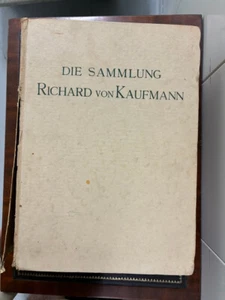 DIE SAMMLUNG
RICHARD VON KAUFMANN